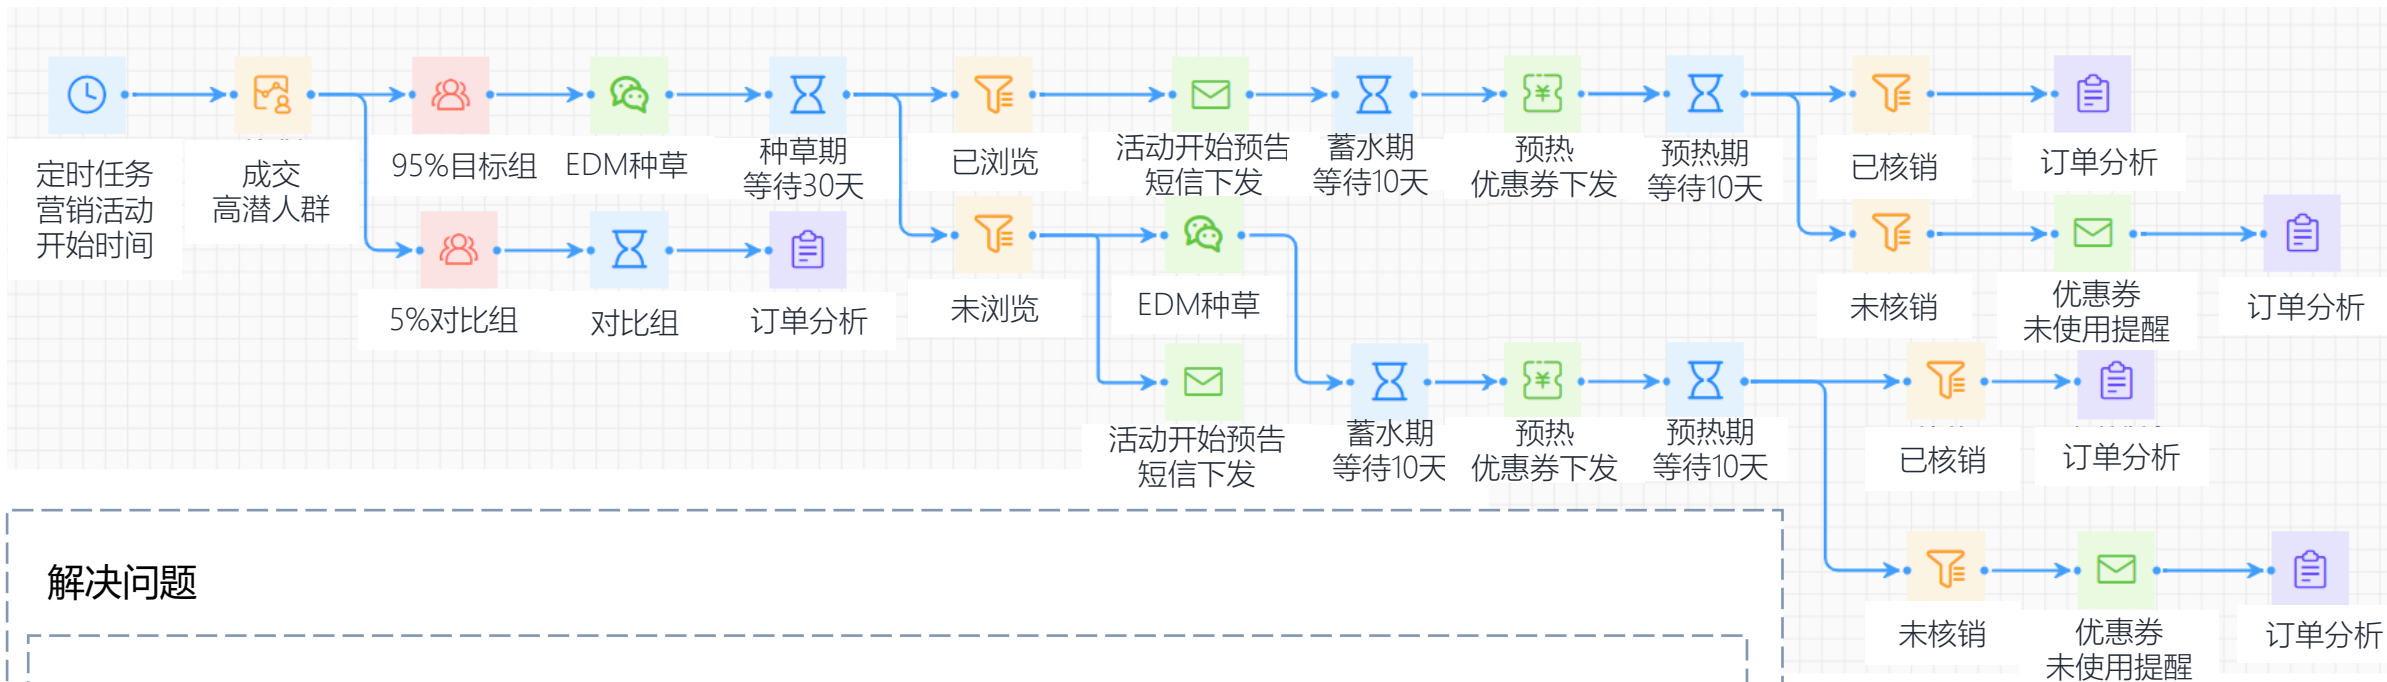 定时任务
营销活动
开始时间
成交
高潜人群
95%目标组
EDM种草
种草期
等待30天
已浏览
活动开始预告
短信下发
蓄水期
等待10天
预热
优惠券下发
预热期
等待10天
已核销
订单分析
5%对比组
对比组
订单分析
未浏览
EDM种草
未核销
优惠券
未使用提醒
订单分析
活动开始预告
短信下发
蓄水期
等待10天
预热
优惠券下发
预热期
等待10天
已核销
订单分析
未核销
优惠券
未使用提醒
订单分析
解决问题